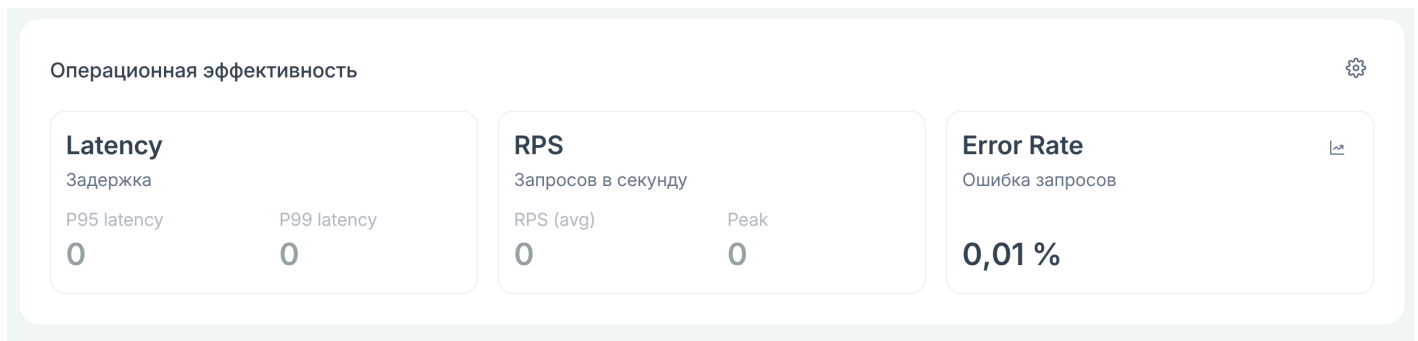 Операционная эффективность
Latency
Задержка
P95 latency P99 latency
0 0
RPS
Запросов в секунду
RPS (avg) Peak
0 0
Error Rate
Ошибка запросов
0,01 %